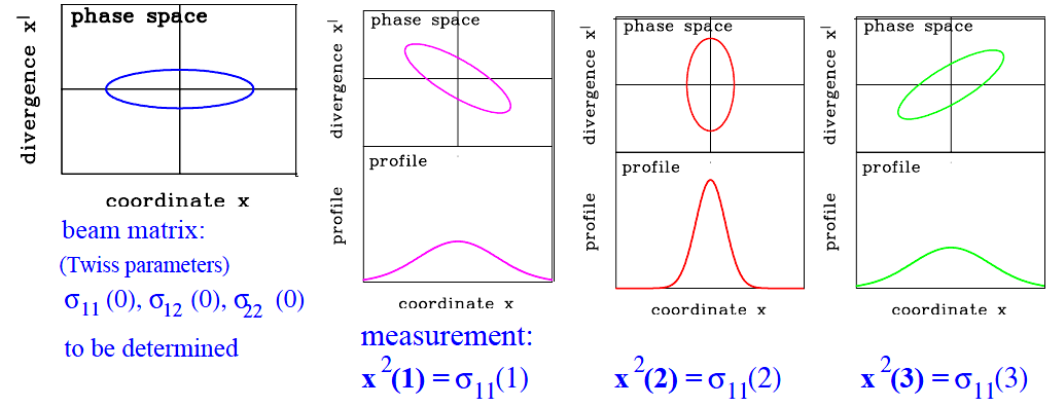 phase space
divergence x'
coordinate x
beam matrix:
(Twiss parameters)
σ11 (0), σ12 (0), σ22 (0)
to be determined
phase space
divergence x'
profile
profile
coordinate x
measurement:
x²(1) = σ11(1)
phase space
divergence x'
profile
profile
coordinate x
x²(2) = σ11(2)
phase space
divergence x'
profile
profile
coordinate x
x²(3) = σ11(3)